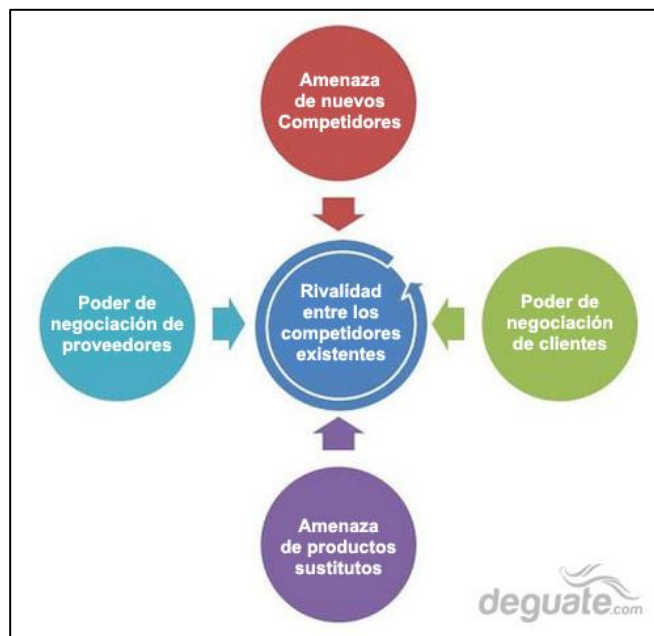 Amenaza
de nuevos
Competidores
Poder de
negociación de
proveedores
Rivalídad
entre los
competidores
existentes
Poder de
negociación
de clientes
Amenaza
de productos
sustitutos
deguate.com